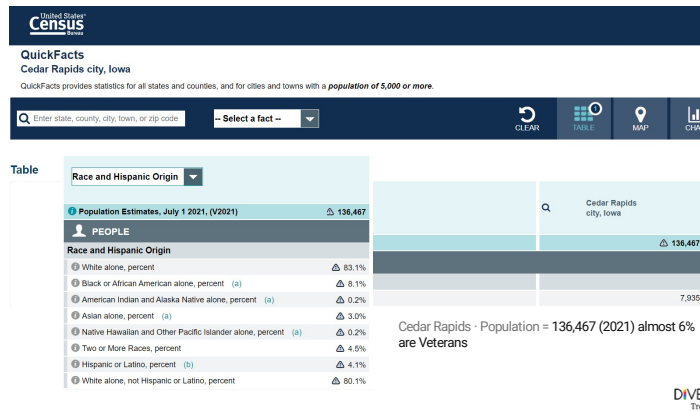 United States®
Census
Bureau
QuickFacts
Cedar Rapids city, Iowa
QuickFacts provides statistics for all states and counties, and for cities and towns with a population of 5,000 or more.
Enter state, county, city, town, or zip code
-- Select a fact --
CLEAR
1
TABLE
MAP
CHA
Table
Race and Hispanic Origin
Population Estimates, July 1 2021, (V2021) 136,467
PEOPLE
Race and Hispanic Origin
White alone, percent 83.1%
Black or African American alone, percent (a) 8.1%
American Indian and Alaska Native alone, percent (a) 0.2%
Asian alone, percent (a) 3.0%
Native Hawaiian and Other Pacific Islander alone, percent (a) 0.2%
Two or More Races, percent 4.5%
Hispanic or Latino, percent (b) 4.1%
White alone, not Hispanic or Latino, percent 80.1%
Cedar Rapids
city, Iowa
136,467
7,935
Cedar Rapids · Population = 136,467 (2021) almost 6%
are Veterans